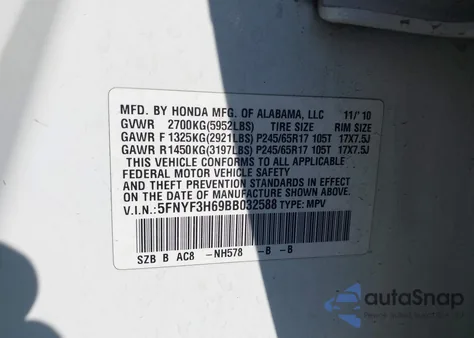 MFD. BY HONDA MFG. OF ALABAMA, LLC 11/'10
GVWR 2700KG(5952LBS) TIRE SIZE RIM SIZE
GAWR F 1325KG(2921LBS) P245/65R17 105T 17X7.5J
GAWR R1450KG(3197LBS) P245/65R17 105T 17X7.5J
THIS VEHICLE CONFORMS TO ALL APPLICABLE
FEDERAL MOTOR VEHICLE SAFETY
AND THEFT PREVENTION STANDARDS IN EFFECT
ON THE DATE OF MANUFACTURE SHOWN ABOVE.
V.I.N.:5FNYF3H69BB032588 TYPE: MPV
SZB B AC8 -NH578 -B -B
autoSnap